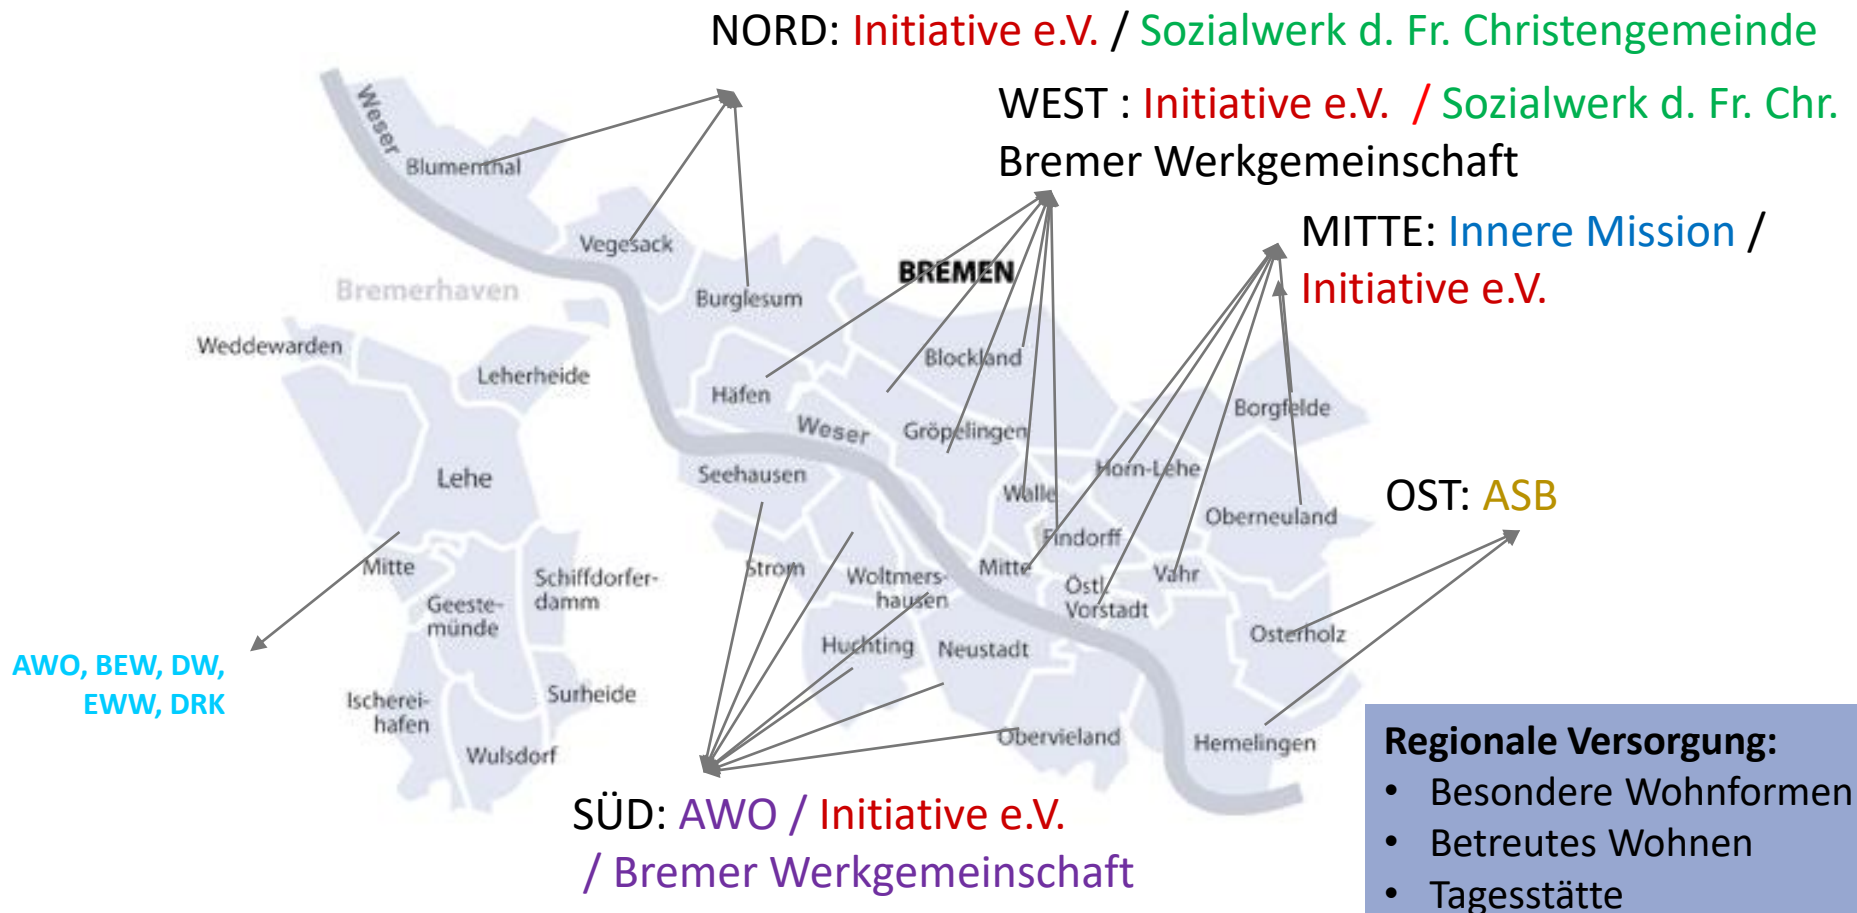 NORD: Initiative e.V. / Sozialwerk d. Fr. Christengemeinde
WEST : Initiative e.V. / Sozialwerk d. Fr. Chr.
Bremer Werkgemeinschaft
MITTE: Innere Mission /
Initiative e.V.
Weser
Blumenthal
Vegesack
BREMEN
Bremerhaven
Burglesum
Weddewarden
Leherheide
Blockland
Häfen
Borgfelde
Weser
Gröpelingen
Lehe
Seehausen
Horn-Lehe
Walle
OST: ASB
Oberneuland
Findorff
Mitte
Strom
Mitte
Vahr
Schiffdorfer-
damm
Woltmers-
hausen
Östl.
Vorstadt
Geeste-
münde
Osterholz
Huchting
Neustadt
AWO, BEW, DW,
EWW, DRK
Ischerei-
hafen
Surheide
Wulsdorf
Obervieland
Hemelingen
SÜD: AWO / Initiative e.V.
/ Bremer Werkgemeinschaft
Regionale Versorgung:
• Besondere Wohnformen
• Betreutes Wohnen
• Tagesstätte